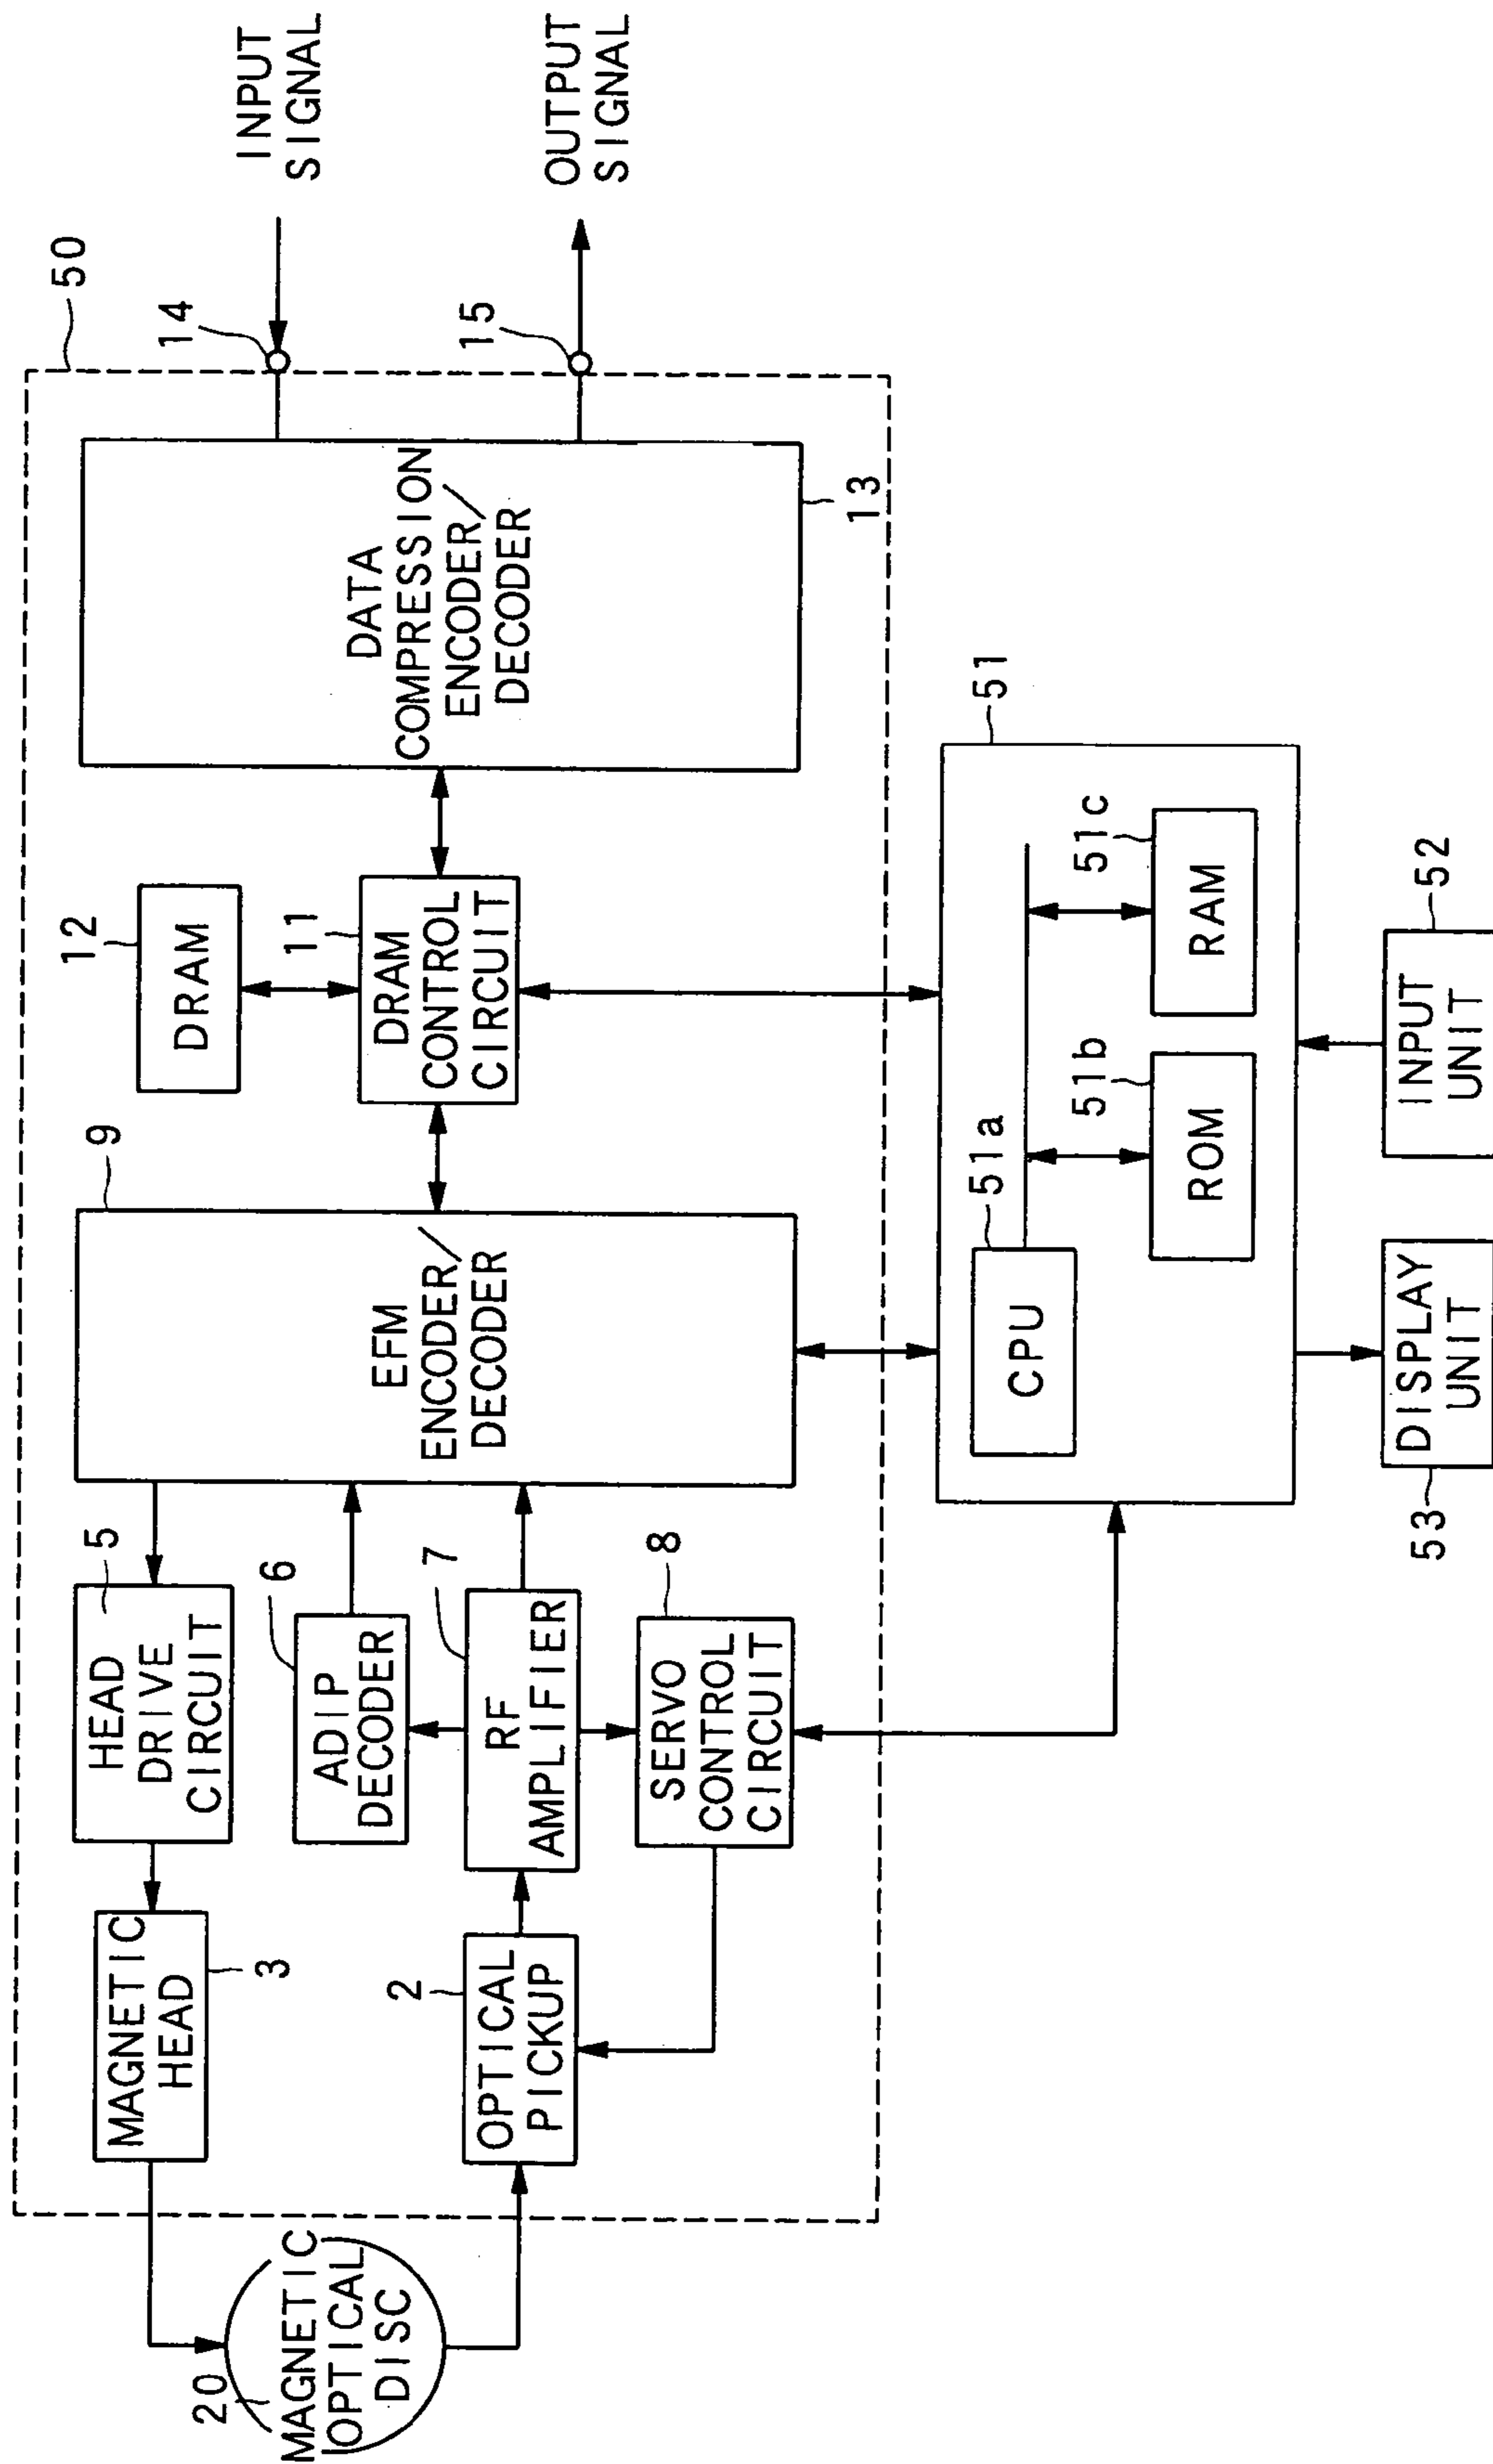 50
INPUT
SIGNAL
14
OUTPUT
SIGNAL
15
DATA
COMPRESSION
ENCODER/
DECODER
13
12
DRAM
11
DRAM
CONTROL
CIRCUIT
9
EFM
ENCODER/
DECODER
5
HEAD
DRIVE
CIRCUIT
6
ADIP
DECODER
7
RF
AMPLIFIER
8
SERVO
CONTROL
CIRCUIT
MAGNETIC
HEAD
3
2
OPTICAL
PICKUP
20
MAGNETIC
OPTICAL
DISC
51
51a
CPU
51b
ROM
51c
RAM
52
INPUT
UNIT
53
DISPLAY
UNIT